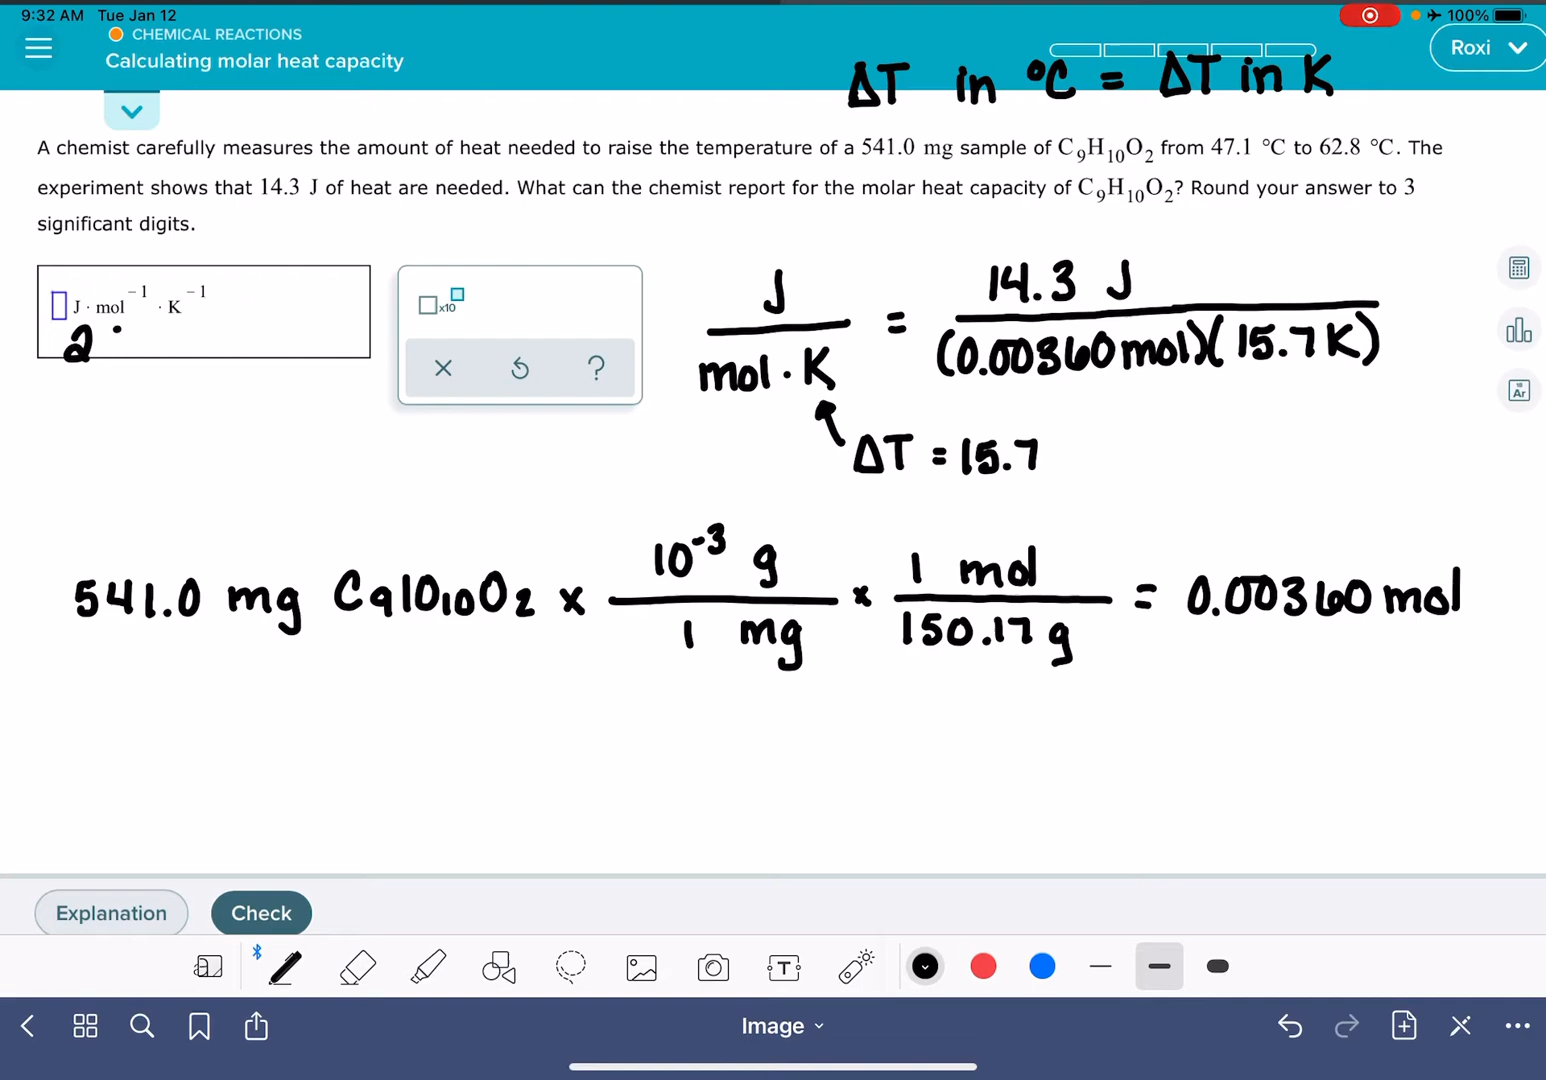 9:32 AM Tue Jan 12
100%
CHEMICAL REACTIONS
Calculating molar heat capacity
Roxi
ΔT in °C = ΔT in K
A chemist carefully measures the amount of heat needed to raise the temperature of a 541.0 mg sample of C₉H₁₀O₂ from 47.1 °C to 62.8 °C. The
experiment shows that 14.3 J of heat are needed. What can the chemist report for the molar heat capacity of C₉H₁₀O₂? Round your answer to 3
significant digits.
J · mol⁻¹ · K⁻¹
2
x10
?
J / mol · K = 14.3 J / (0.00360 mol)(15.7 K)
ΔT = 15.7
541.0 mg C₉10₁₀O₂ x 10⁻³ g / 1 mg x 1 mol / 150.17 g = 0.00360 mol
18
Ar
Explanation
Check
T
Image